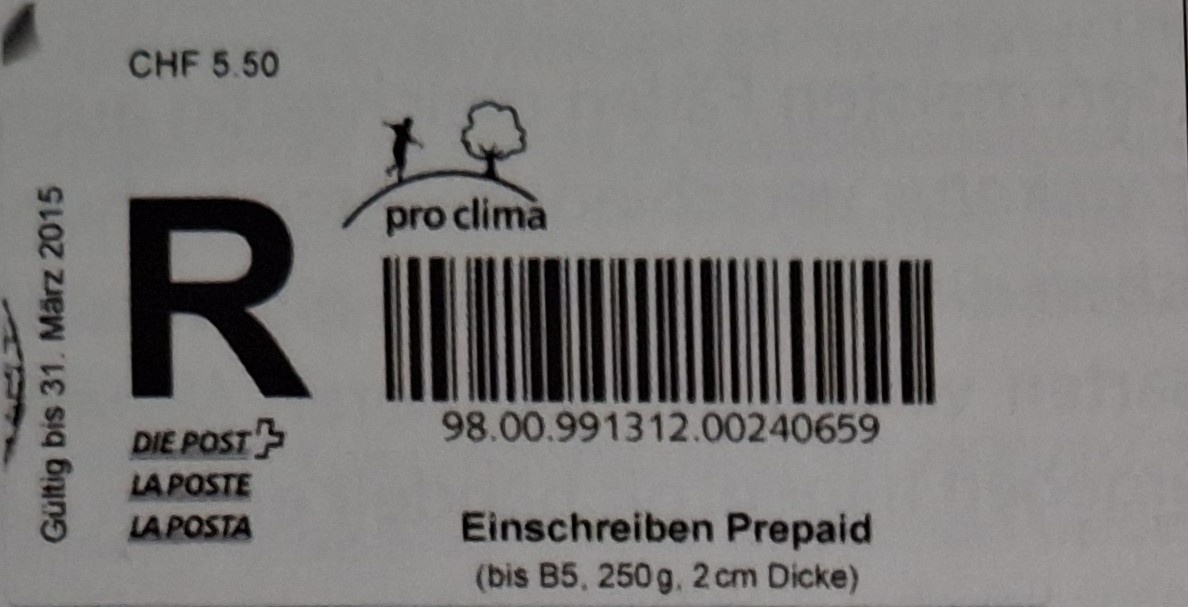 CHF 5.50
pro clima
Gültig bis 31. März 2015
R
98.00.991312.00240659
DIE POST
LA POSTE
LA POSTA
Einschreiben Prepaid
(bis B5, 250g, 2cm Dicke)